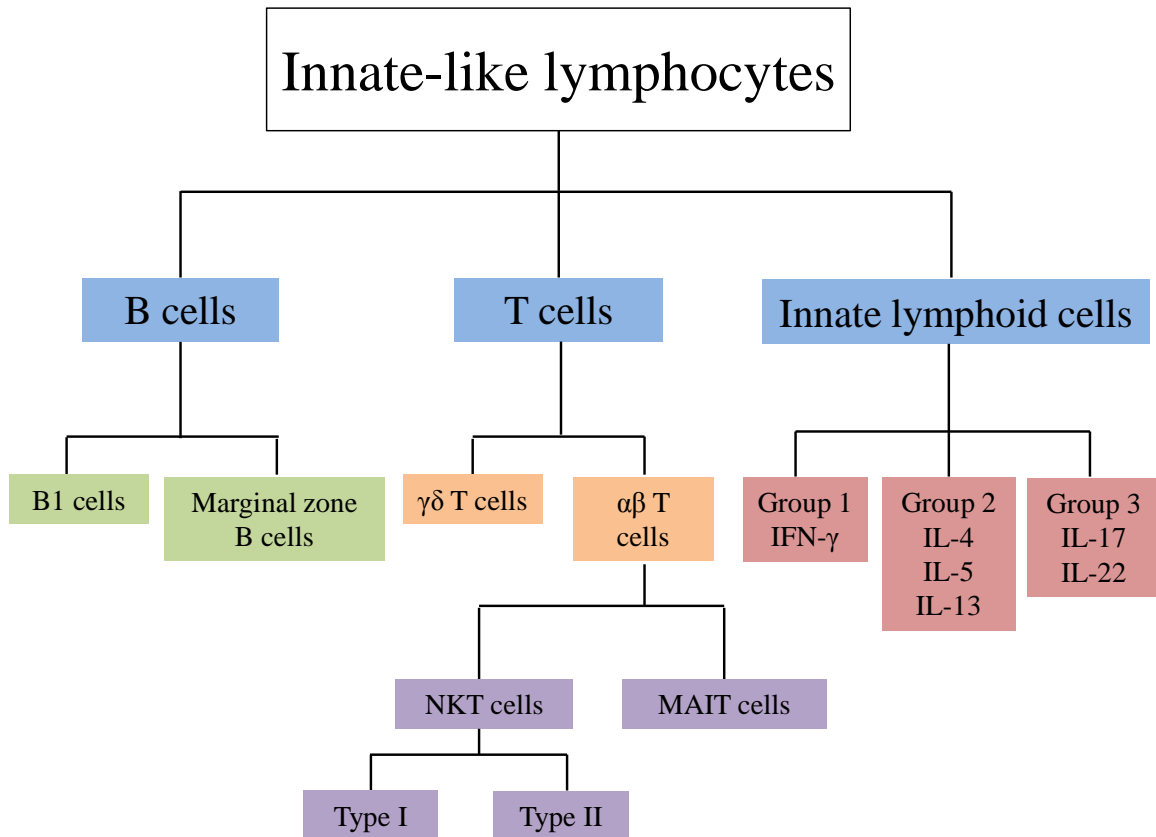 Innate-like lymphocytes
B cells
T cells
Innate lymphoid cells
B1 cells
Marginal zone
B cells
γδ T cells
αβ T
cells
Group 1
IFN-γ
Group 2
IL-4
IL-5
IL-13
Group 3
IL-17
IL-22
NKT cells
MAIT cells
Type I
Type II